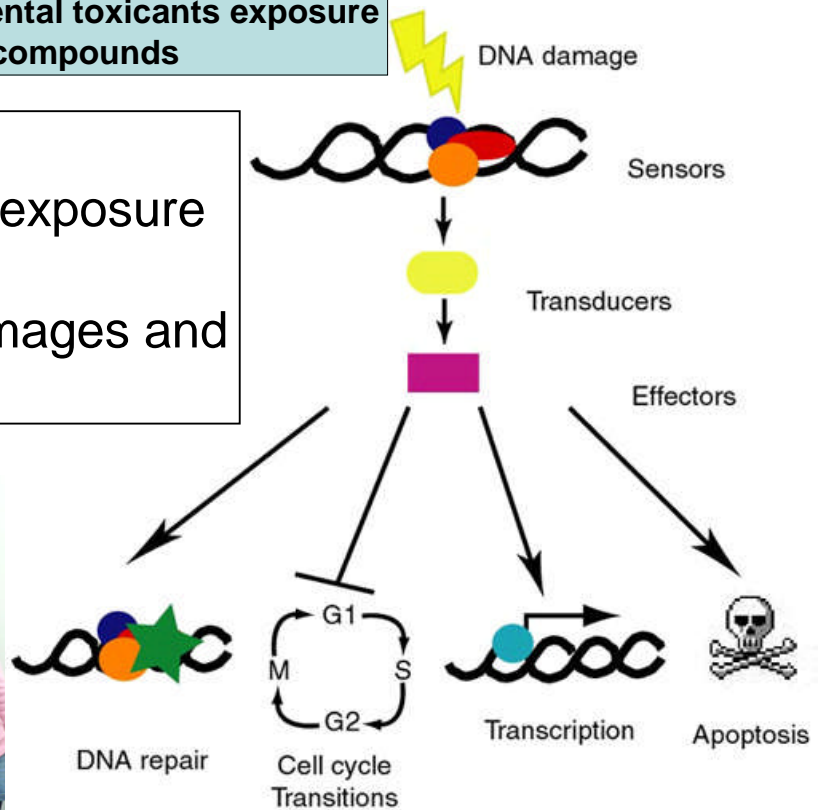 ental toxicants exposure
compounds
exposure
mages and
DNA damage
Sensors
Transducers
Effectors
G1
M
S
G2
DNA repair
Cell cycle
Transitions
Transcription
Apoptosis